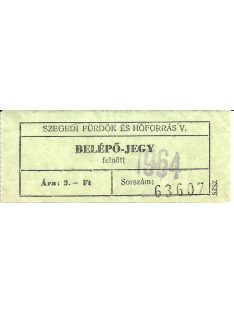 SZEGEDI FÜRDŐK ÉS HŐFORRÁS V.
BELÉPŐ-JEGY
felnőtt
1964
Ára: 3.— Ft
Sorszám:
63607